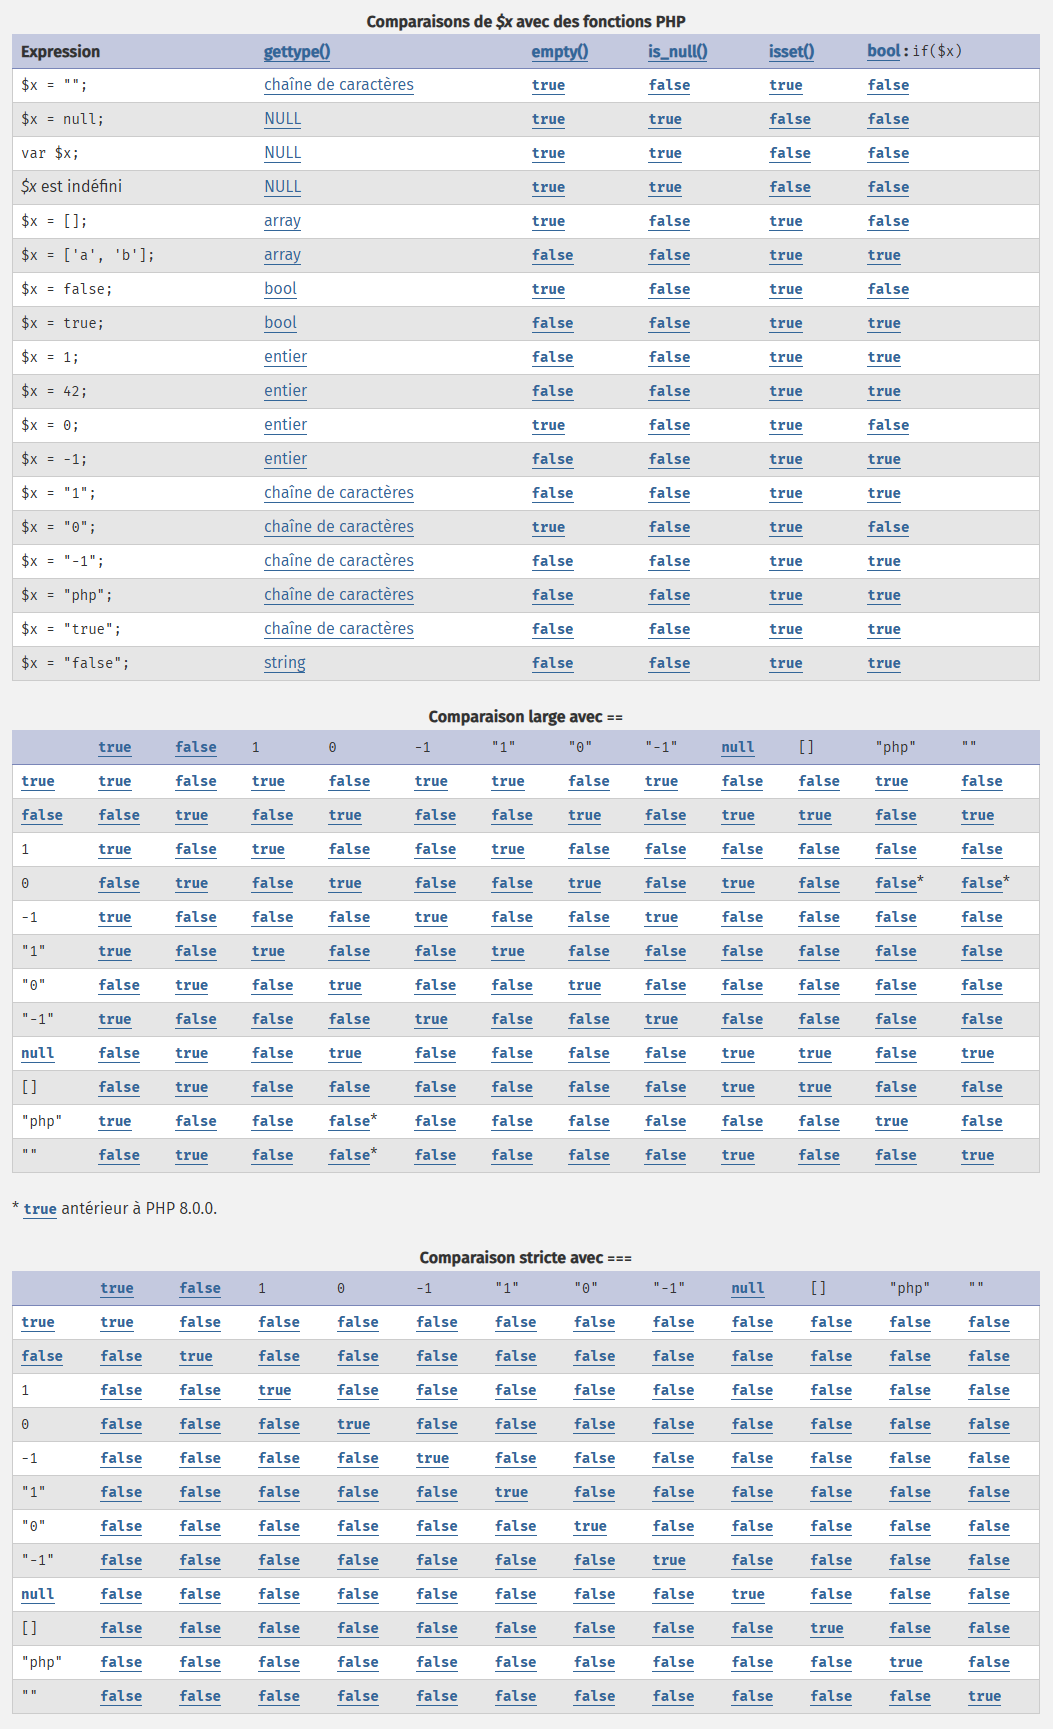 Comparaisons de $x avec des fonctions PHP
Expression gettype() empty() is_null() isset() bool : if($x)
$x = ""; chaîne de caractères true false true false
$x = null; NULL true true false false
var $x; NULL true true false false
$x est indéfini NULL true true false false
$x = []; array true false true false
$x = ['a', 'b']; array false false true true
$x = false; bool true false true false
$x = true; bool false false true true
$x = 1; entier false false true true
$x = 42; entier false false true true
$x = 0; entier true false true false
$x = -1; entier false false true true
$x = "1"; chaîne de caractères false false true true
$x = "0"; chaîne de caractères true false true false
$x = "-1"; chaîne de caractères false false true true
$x = "php"; chaîne de caractères false false true true
$x = "true"; chaîne de caractères false false true true
$x = "false"; string false false true true
Comparaison large avec ==
true false 1 0 -1 "1" "0" "-1" null [] "php" ""
true true false true false true true false true false false true false
false false true false true false false true false true true false true
1 true false true false false true false false false false false false
0 false true false true false false true false true false false* false*
-1 true false false false true false false true false false false false
"1" true false true false false true false false false false false false
"0" false true false true false false true false false false false false
"-1" true false false false true false false true false false false false
null false true false true false false false false true true false true
[] false true false false false false false false true true false false
"php" true false false false* false false false false false false true false
"" false true false false* false false false false true false false true
* true antérieur à PHP 8.0.0.
Comparaison stricte avec ===
true false 1 0 -1 "1" "0" "-1" null [] "php" ""
true true false false false false false false false false false false false
false false true false false false false false false false false false false
1 false false true false false false false false false false false false
0 false false false true false false false false false false false false
-1 false false false false true false false false false false false false
"1" false false false false false true false false false false false false
"0" false false false false false false true false false false false false
"-1" false false false false false false false true false false false false
null false false false false false false false false true false false false
[] false false false false false false false false false true false false
"php" false false false false false false false false false false true false
"" false false false false false false false false false false false true